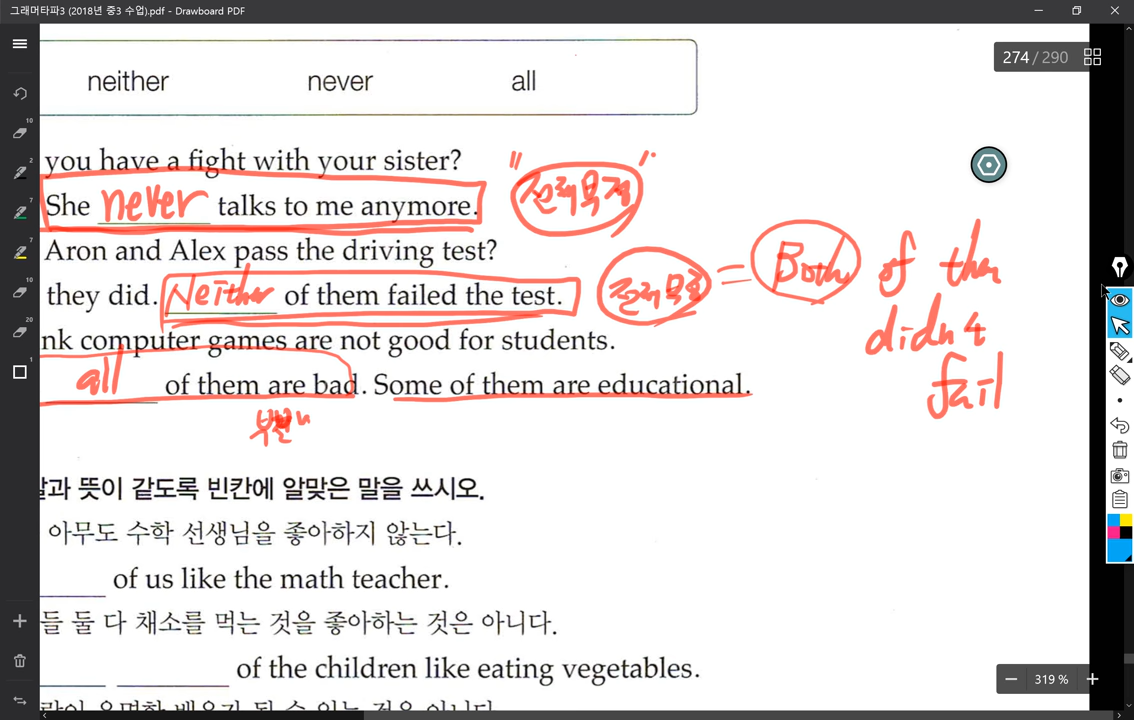 그래머타파3 (2018년 중3 수업).pdf - Drawboard PDF
274 / 290
neither never all
you have a fight with your sister?
She never talks to me anymore. "전체부정"
Aron and Alex pass the driving test?
they did. Neither of them failed the test. = Both of them didn't fail
nk computer games are not good for students.
all of them are bad. Some of them are educational.
말과 뜻이 같도록 빈칸에 알맞은 말을 쓰시오.
아무도 수학 선생님을 좋아하지 않는다.
of us like the math teacher.
들 둘 다 채소를 먹는 것을 좋아하는 것은 아니다.
of the children like eating vegetables.
319 %
10
2
7
7
10
20
1